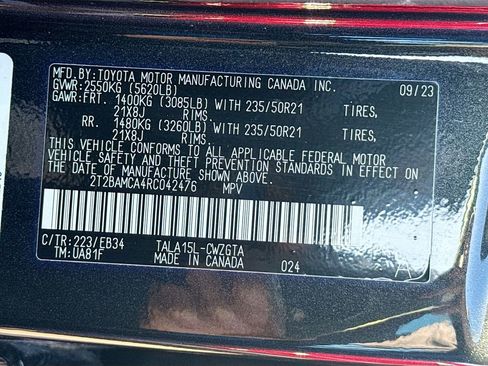 MFD.BY:TOYOTA MOTOR MANUFACTURING CANADA INC. 09/23
GVWR:2550KG (5620LB)
GAWR:FRT. 1400KG (3085LB) WITH 235/50R21 TIRES,
21X8J RIMS.
RR. 1480KG (3260LB) WITH 235/50R21 TIRES,
21X8J RIMS.
THIS VEHICLE CONFORMS TO ALL APPLICABLE FEDERAL MOTOR
VEHICLE SAFETY AND THEFT PREVENTION STANDARDS IN EFFECT ON
THE DATE OF MANUFACTURE SHOWN ABOVE.
2T2BAMCA4RC042476 MPV
C/TR:223/EB34 TALA15L-CWZGTA
TM:UA81F MADE IN CANADA 024
A